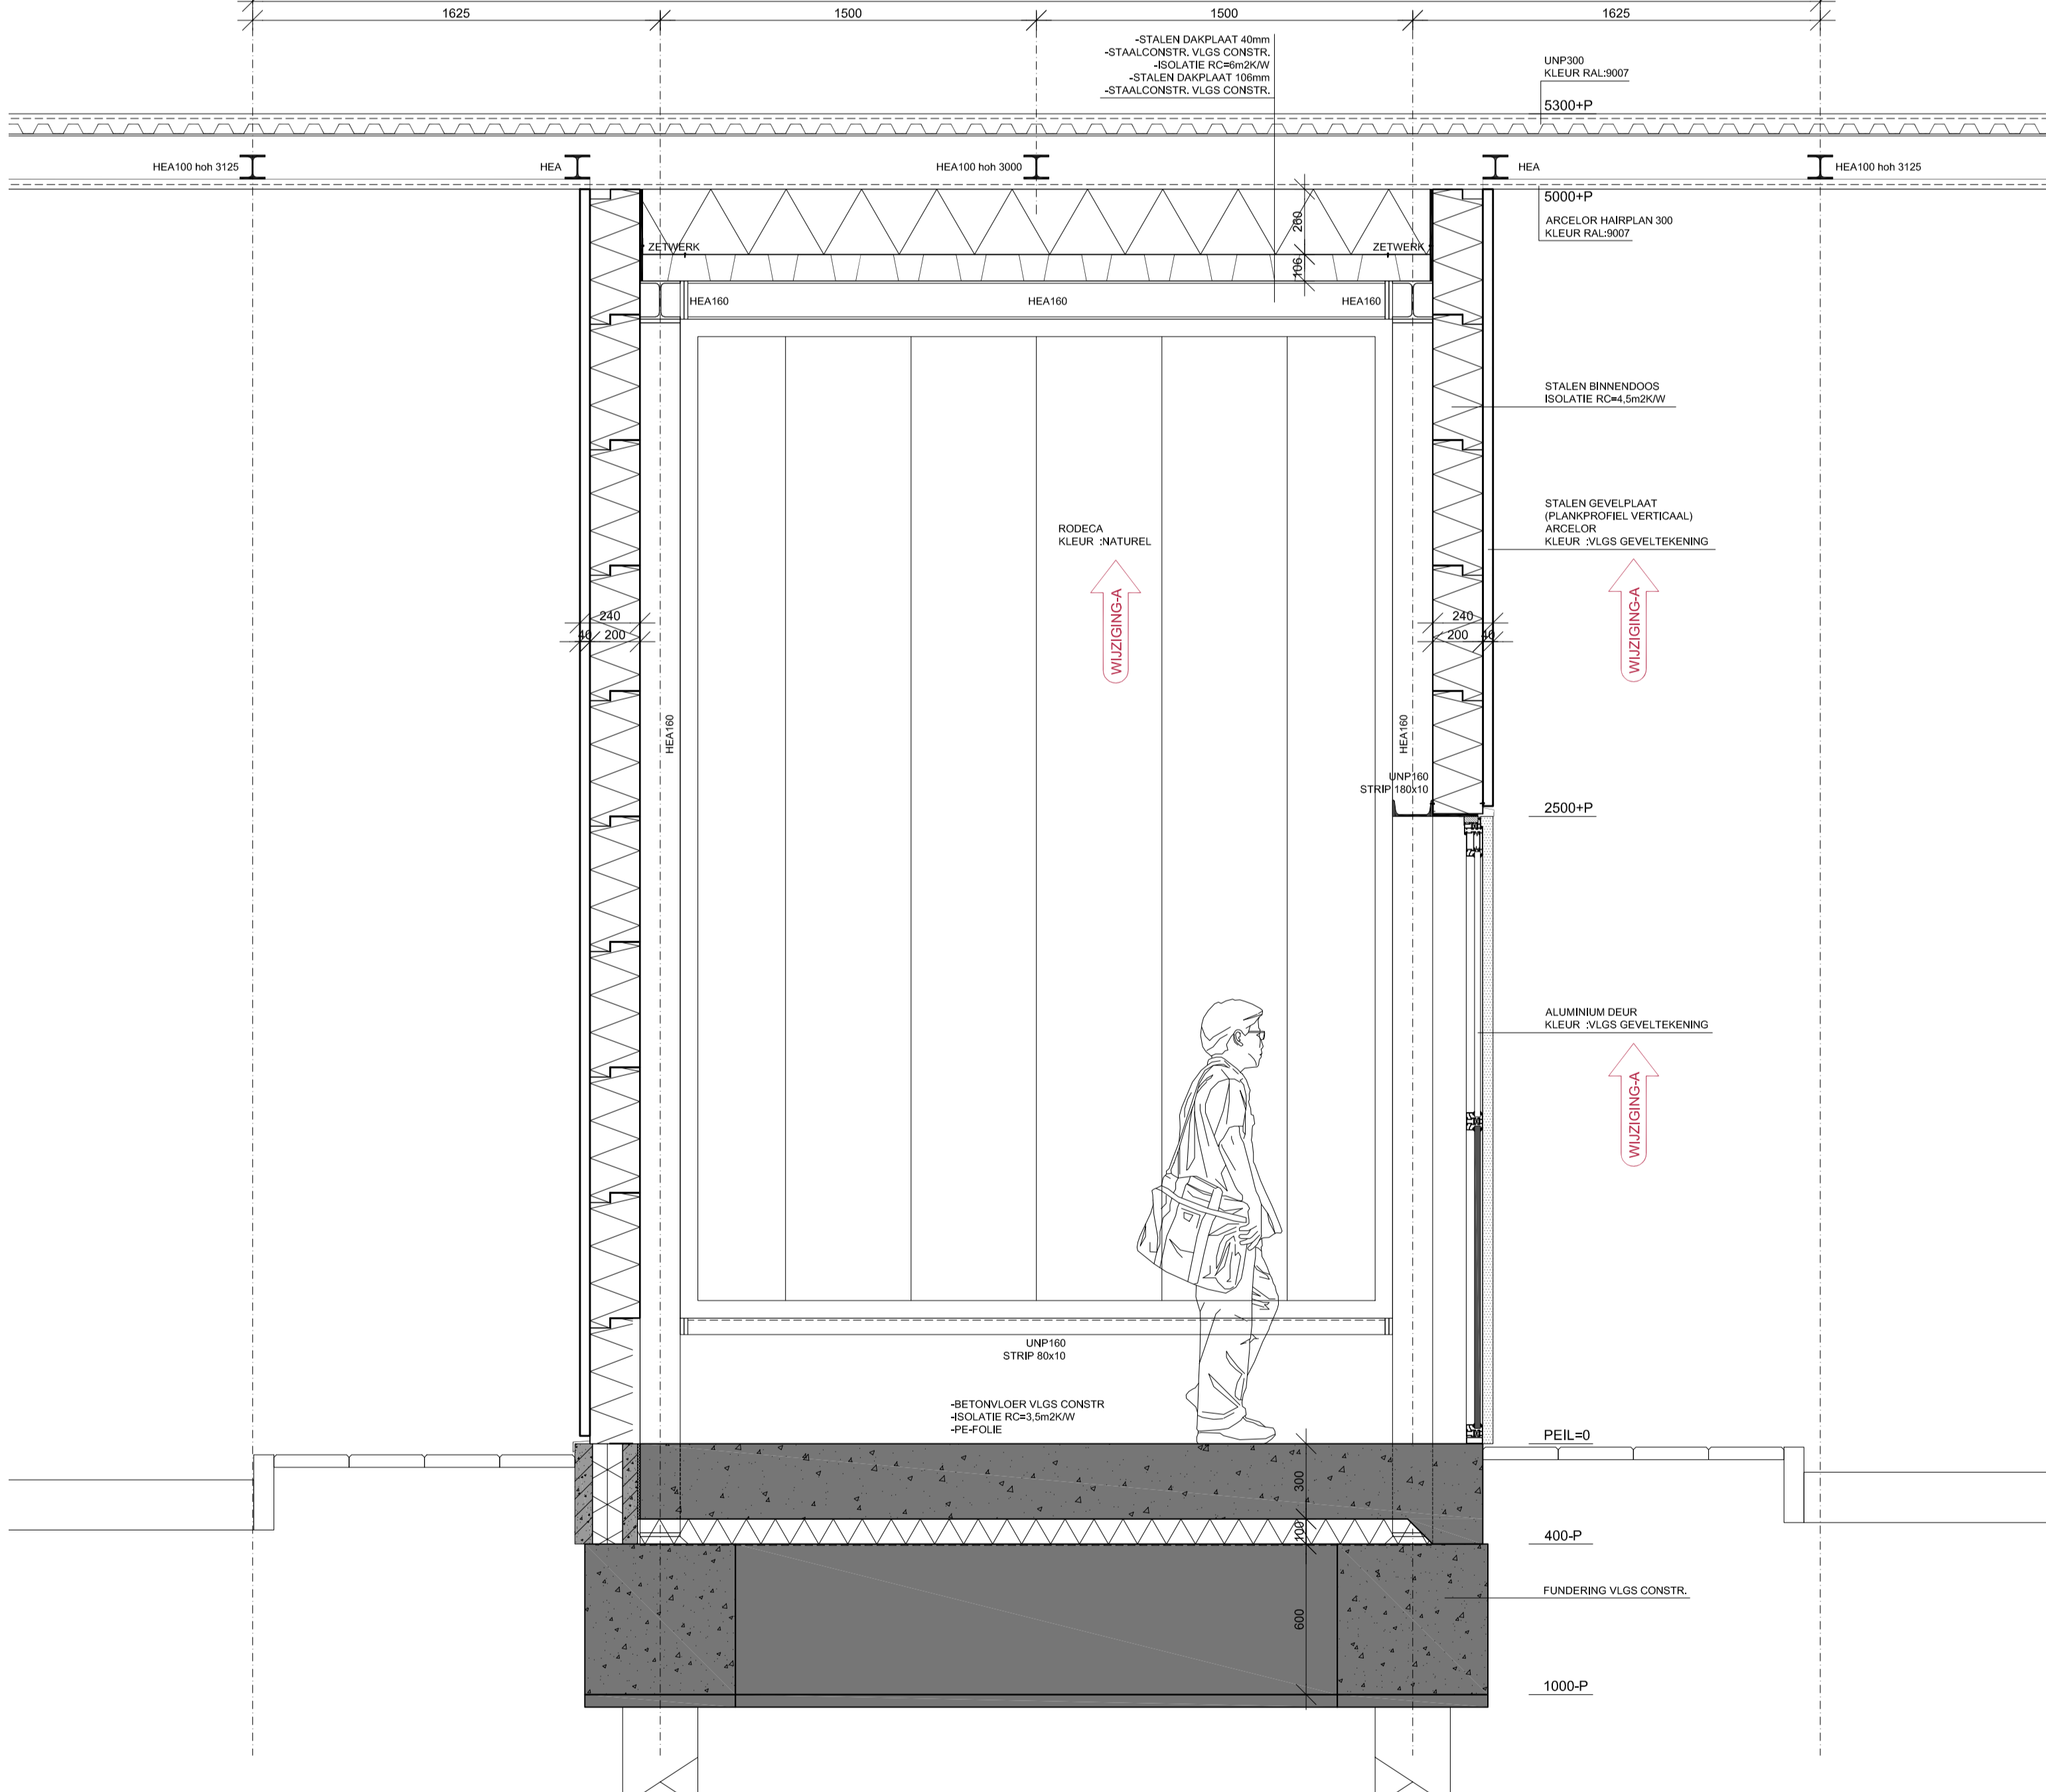 1625
1500
1500
1625
-STALEN DAKPLAAT 40mm
-STAALCONSTR. VLGS CONSTR.
-ISOLATIE RC=6m2K/W
-STALEN DAKPLAAT 106mm
-STAALCONSTR. VLGS CONSTR.
UNP300
KLEUR RAL:9007
5300+P
HEA100 hoh 3125
HEA
HEA100 hoh 3000
HEA
HEA100 hoh 3125
5000+P
ARCELOR HAIRPLAN 300
KLEUR RAL:9007
260
ZETWERK
ZETWERK
106
HEA160
HEA160
HEA160
STALEN BINNENDOOS
ISOLATIE RC=4,5m2K/W
STALEN GEVELPLAAT
(PLANKPROFIEL VERTICAAL)
ARCELOR
KLEUR :VLGS GEVELTEKENING
RODECA
KLEUR :NATUREL
WIJZIGING-A
WIJZIGING-A
240
40 200
240
200 40
HEA160
HEA160
UNP160
STRIP 180x10
2500+P
ALUMINIUM DEUR
KLEUR :VLGS GEVELTEKENING
WIJZIGING-A
UNP160
STRIP 80x10
-BETONVLOER VLGS CONSTR
-ISOLATIE RC=3,5m2K/W
-PE-FOLIE
PEIL=0
300
100
400-P
FUNDERING VLGS CONSTR.
600
1000-P